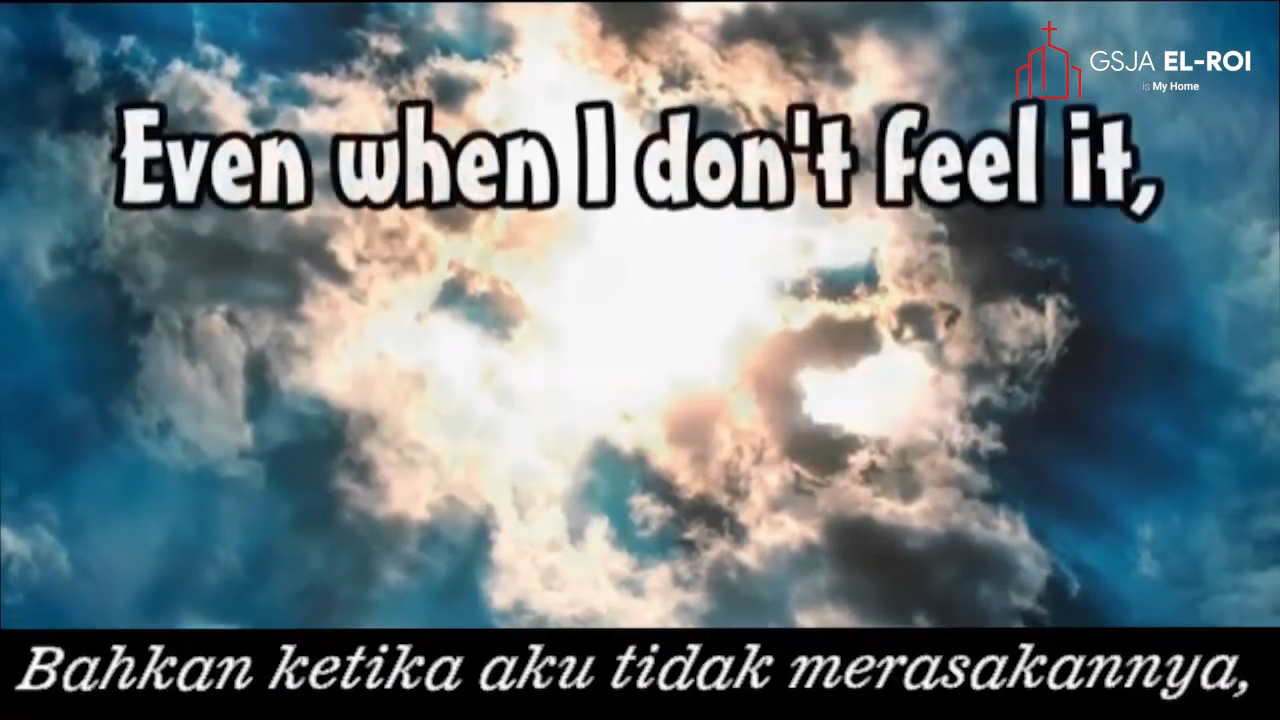 GSJA EL-ROI
is My Home
Even when I don't feel it,
Bahkan ketika aku tidak merasakannya,